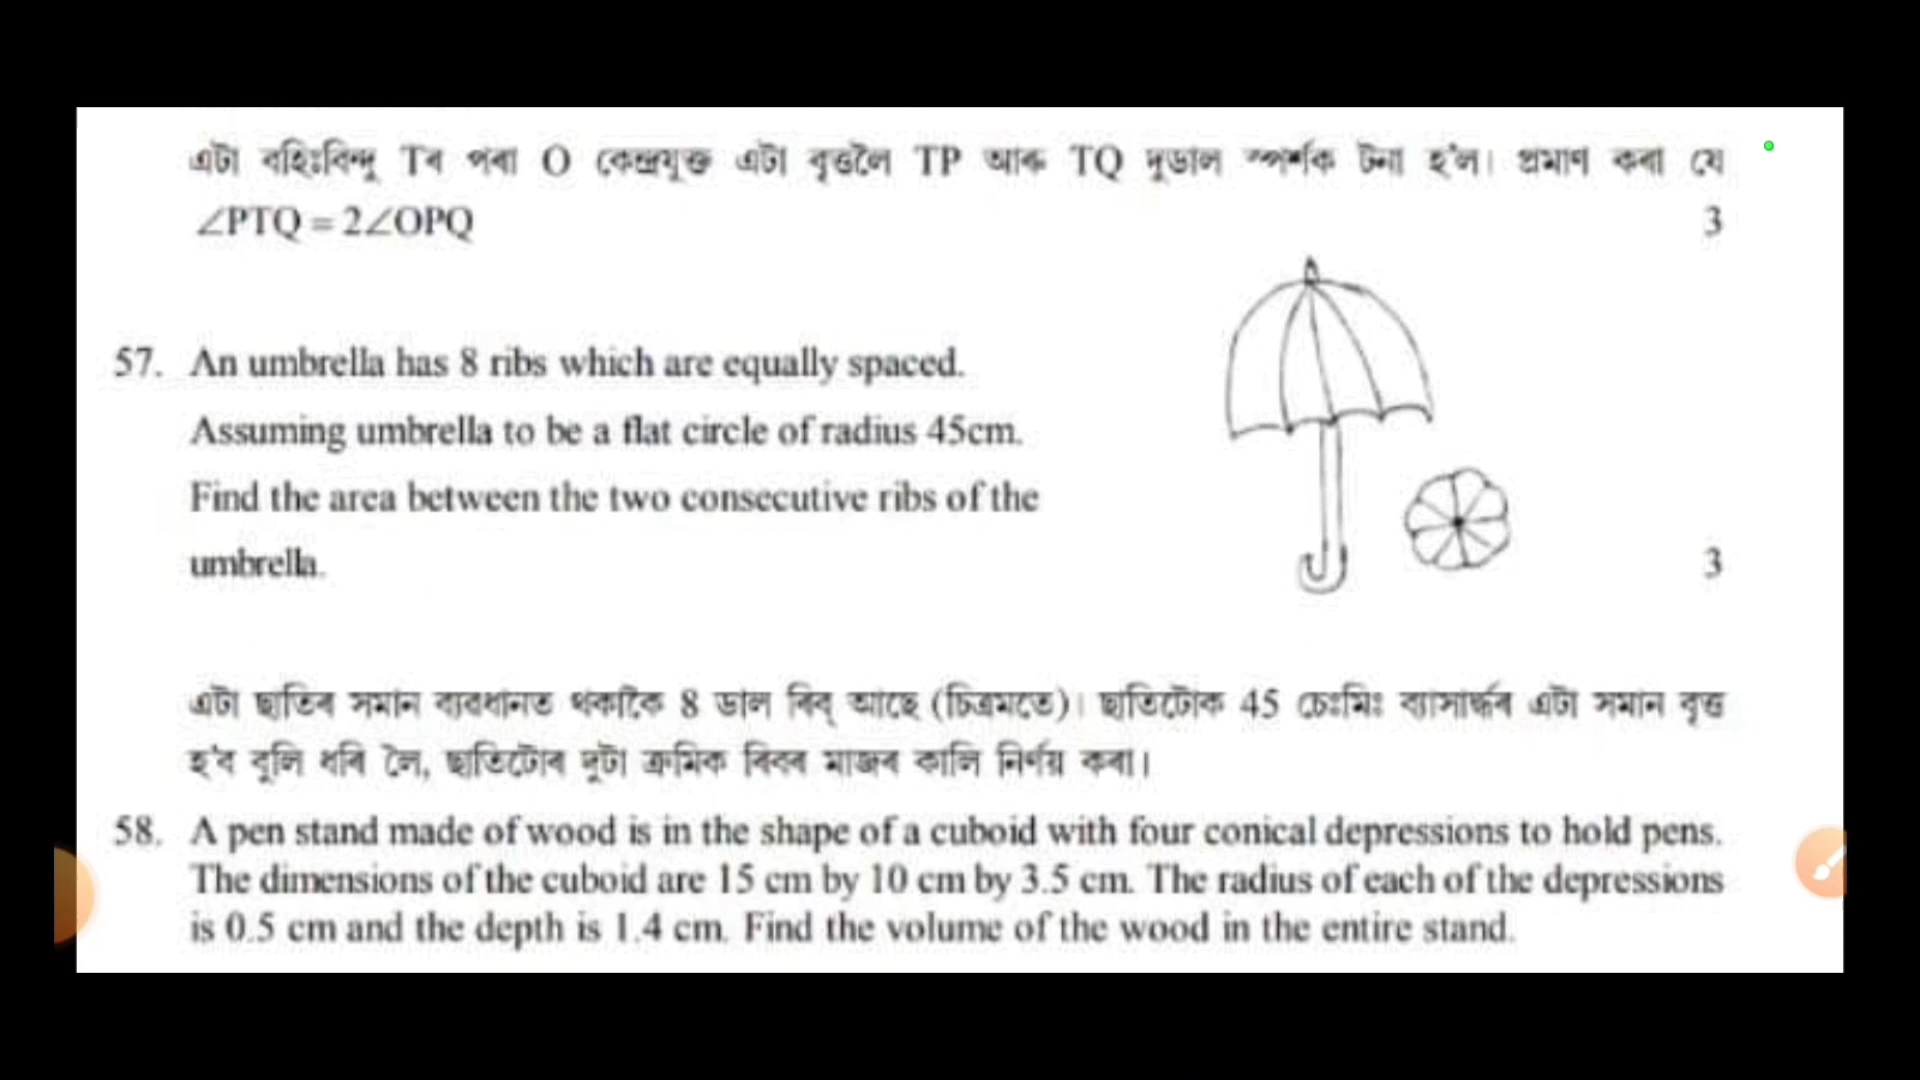 এটা বহিঃবিন্দু Tৰ পৰা O কেন্দ্ৰযুক্ত এটা বৃত্তলৈ TP আৰু TQ দুডাল স্পৰ্শক টনা হ'ল। প্ৰমাণ কৰা যে
∠PTQ = 2∠OPQ 3
57. An umbrella has 8 ribs which are equally spaced.
Assuming umbrella to be a flat circle of radius 45cm.
Find the area between the two consecutive ribs of the
umbrella. 3
এটা ছাতিৰ সমান ব্যৱধানত থকাকৈ 8 ডাল ৰিব্ আছে (চিত্ৰমতে)। ছাতিটোক 45 চেঃমিঃ ব্যাসাৰ্দ্ধৰ এটা সমান বৃত্ত
হ'ব বুলি ধৰি লৈ, ছাতিটোৰ দুটা ক্ৰমিক ৰিবৰ মাজৰ কালি নিৰ্ণয় কৰা।
58. A pen stand made of wood is in the shape of a cuboid with four conical depressions to hold pens.
The dimensions of the cuboid are 15 cm by 10 cm by 3.5 cm. The radius of each of the depressions
is 0.5 cm and the depth is 1.4 cm. Find the volume of the wood in the entire stand.